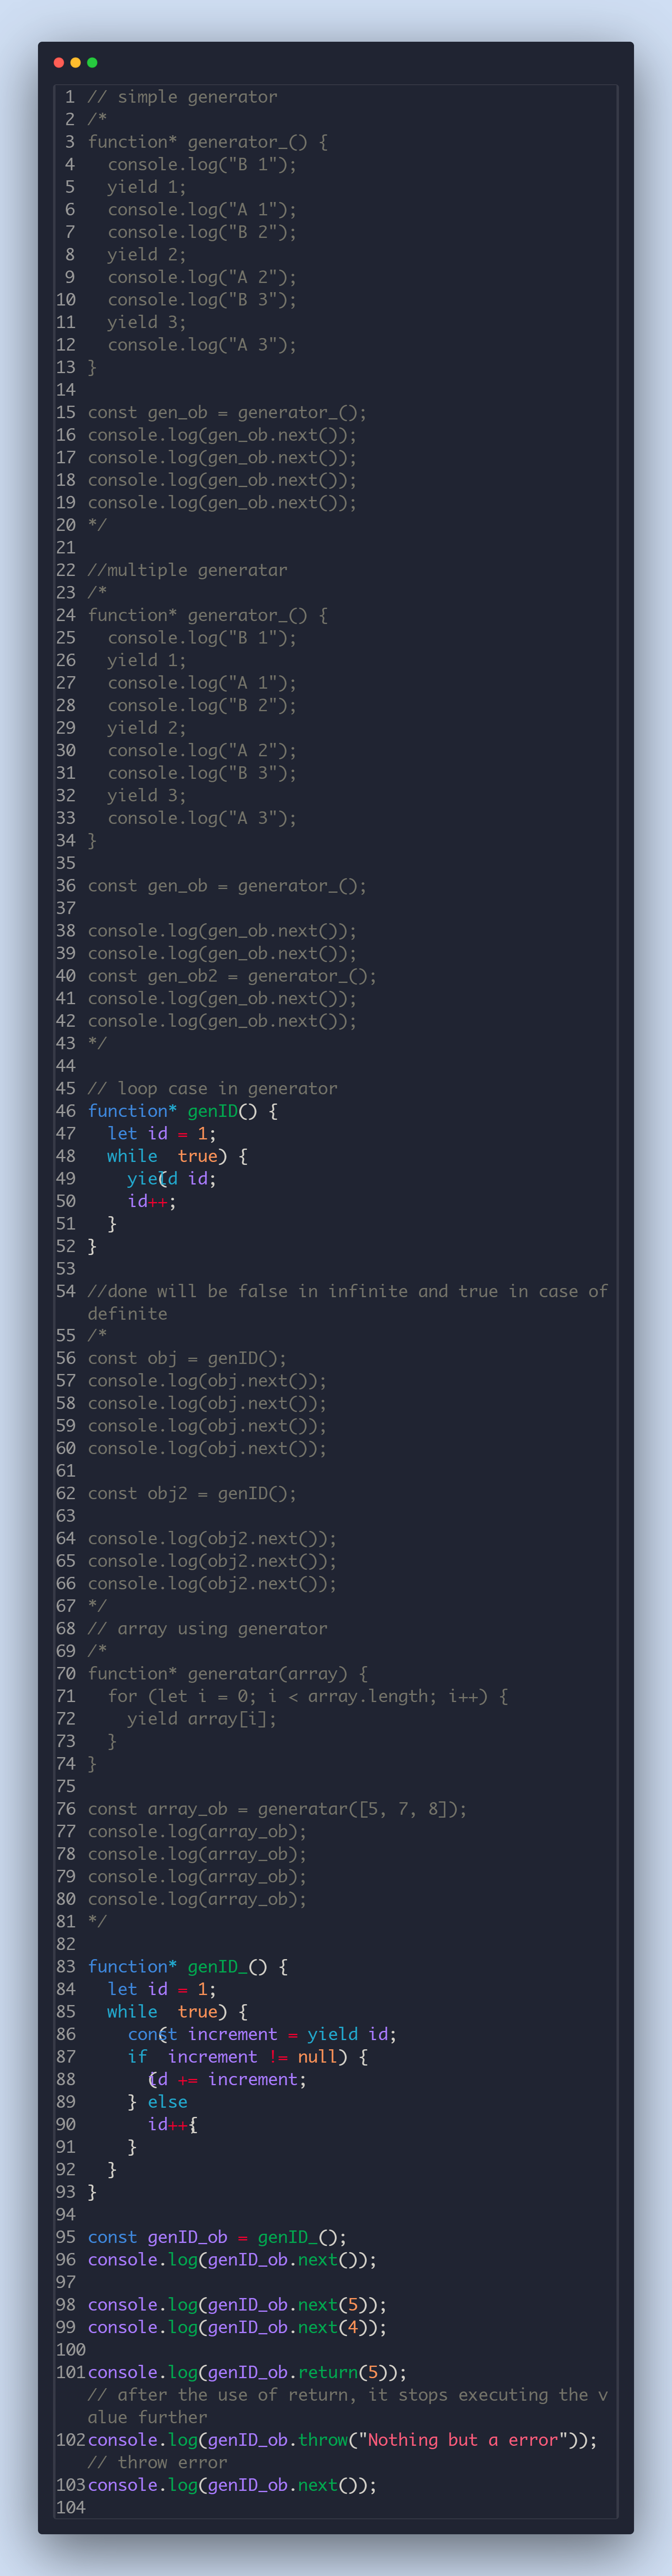 1 // simple generator
2 /*
3 function* generator_() {
4   console.log("B 1");
5   yield 1;
6   console.log("A 1");
7   console.log("B 2");
8   yield 2;
9   console.log("A 2");
10   console.log("B 3");
11   yield 3;
12   console.log("A 3");
13 }
14
15 const gen_ob = generator_();
16 console.log(gen_ob.next());
17 console.log(gen_ob.next());
18 console.log(gen_ob.next());
19 console.log(gen_ob.next());
20 */
21
22 //multiple generatar
23 /*
24 function* generator_() {
25   console.log("B 1");
26   yield 1;
27   console.log("A 1");
28   console.log("B 2");
29   yield 2;
30   console.log("A 2");
31   console.log("B 3");
32   yield 3;
33   console.log("A 3");
34 }
35
36 const gen_ob = generator_();
37
38 console.log(gen_ob.next());
39 console.log(gen_ob.next());
40 const gen_ob2 = generator_();
41 console.log(gen_ob.next());
42 console.log(gen_ob.next());
43 */
44
45 // loop case in generator
46 function* genID() {
47   let id = 1;
48   while (true) {
49     yield id;
50     id++;
51   }
52 }
53
54 //done will be false in infinite and true in case of
definite
55 /*
56 const obj = genID();
57 console.log(obj.next());
58 console.log(obj.next());
59 console.log(obj.next());
60 console.log(obj.next());
61
62 const obj2 = genID();
63
64 console.log(obj2.next());
65 console.log(obj2.next());
66 console.log(obj2.next());
67 */
68 // array using generator
69 /*
70 function* generatar(array) {
71   for (let i = 0; i < array.length; i++) {
72     yield array[i];
73   }
74 }
75
76 const array_ob = generatar([5, 7, 8]);
77 console.log(array_ob);
78 console.log(array_ob);
79 console.log(array_ob);
80 console.log(array_ob);
81 */
82
83 function* genID_() {
84   let id = 1;
85   while (true) {
86     const increment = yield id;
87     if (increment != null) {
88       id += increment;
89     } else {
90       id++;
91     }
92   }
93 }
94
95 const genID_ob = genID_();
96 console.log(genID_ob.next());
97
98 console.log(genID_ob.next(5));
99 console.log(genID_ob.next(4));
100
101 console.log(genID_ob.return(5));
// after the use of return, it stops executing the v
alue further
102 console.log(genID_ob.throw("Nothing but a error"));
// throw error
103 console.log(genID_ob.next());
104